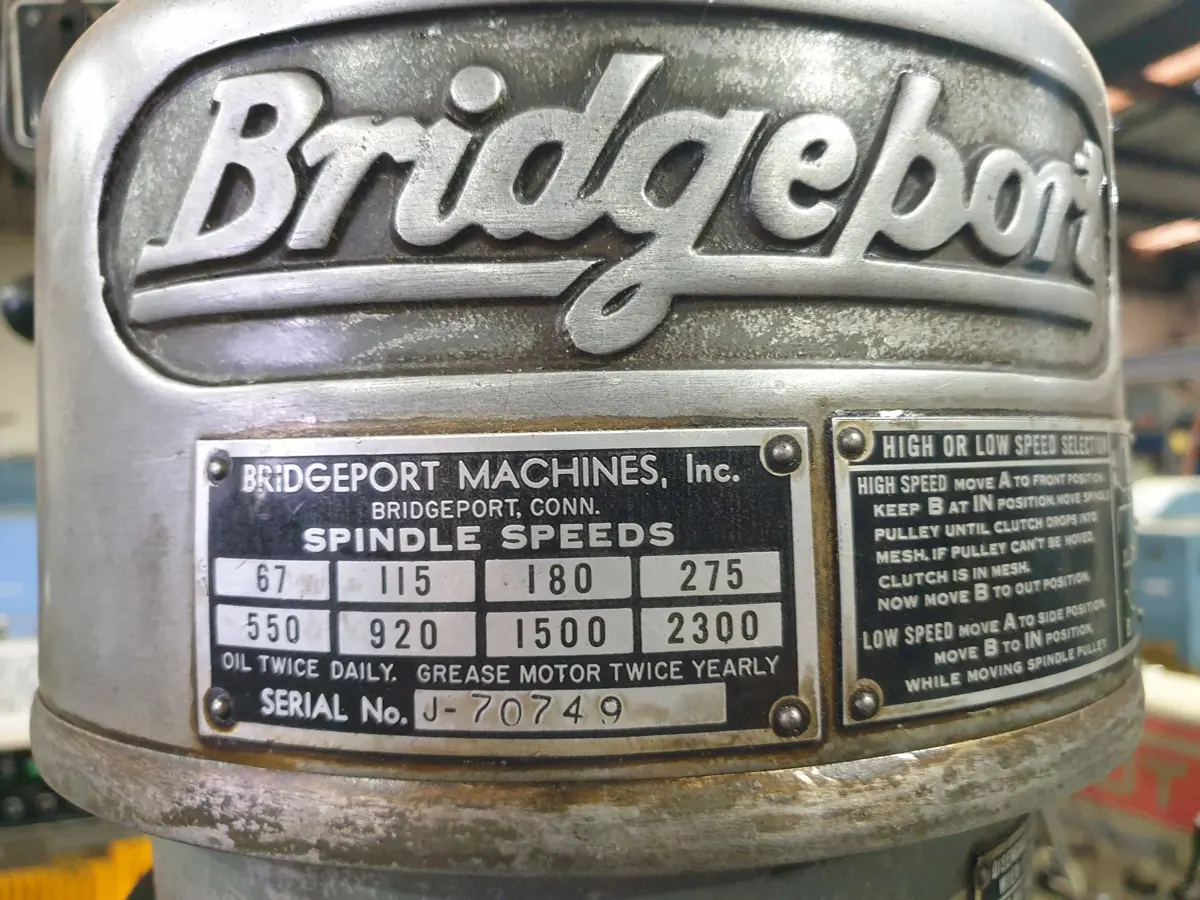 Bridgeport
BRIDGEPORT MACHINES, Inc.
BRIDGEPORT, CONN.
SPINDLE SPEEDS
67 115 180 275
550 920 1500 2300
OIL TWICE DAILY. GREASE MOTOR TWICE YEARLY
SERIAL No. J-70749
HIGH OR LOW SPEED SELECTION
HIGH SPEED MOVE A TO FRONT POSITION
KEEP B AT IN POSITION. MOVE SPINDLE
PULLEY UNTIL CLUTCH DROPS INTO
MESH. IF PULLEY CAN'T BE MOVED,
CLUTCH IS IN MESH.
NOW MOVE B TO OUT POSITION.
LOW SPEED MOVE A TO SIDE POSITION.
MOVE B TO IN POSITION,
WHILE MOVING SPINDLE PULLEY